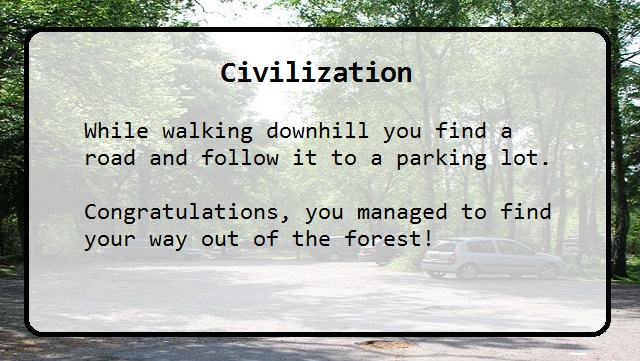 Civilization
While walking downhill you find a
road and follow it to a parking lot.
Congratulations, you managed to find
your way out of the forest!